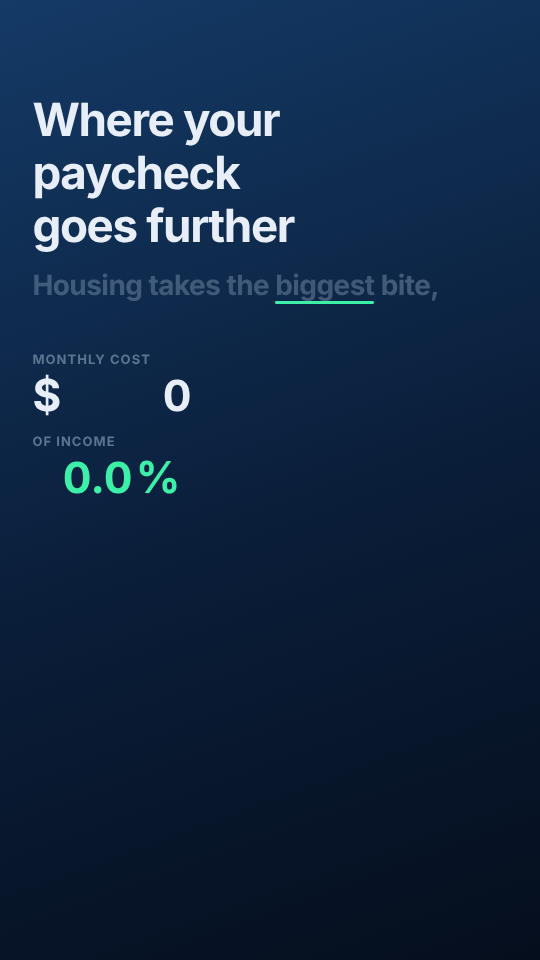 Where your
paycheck
goes further
Housing takes the biggest bite,
MONTHLY COST
$ 0
OF INCOME
0.0%